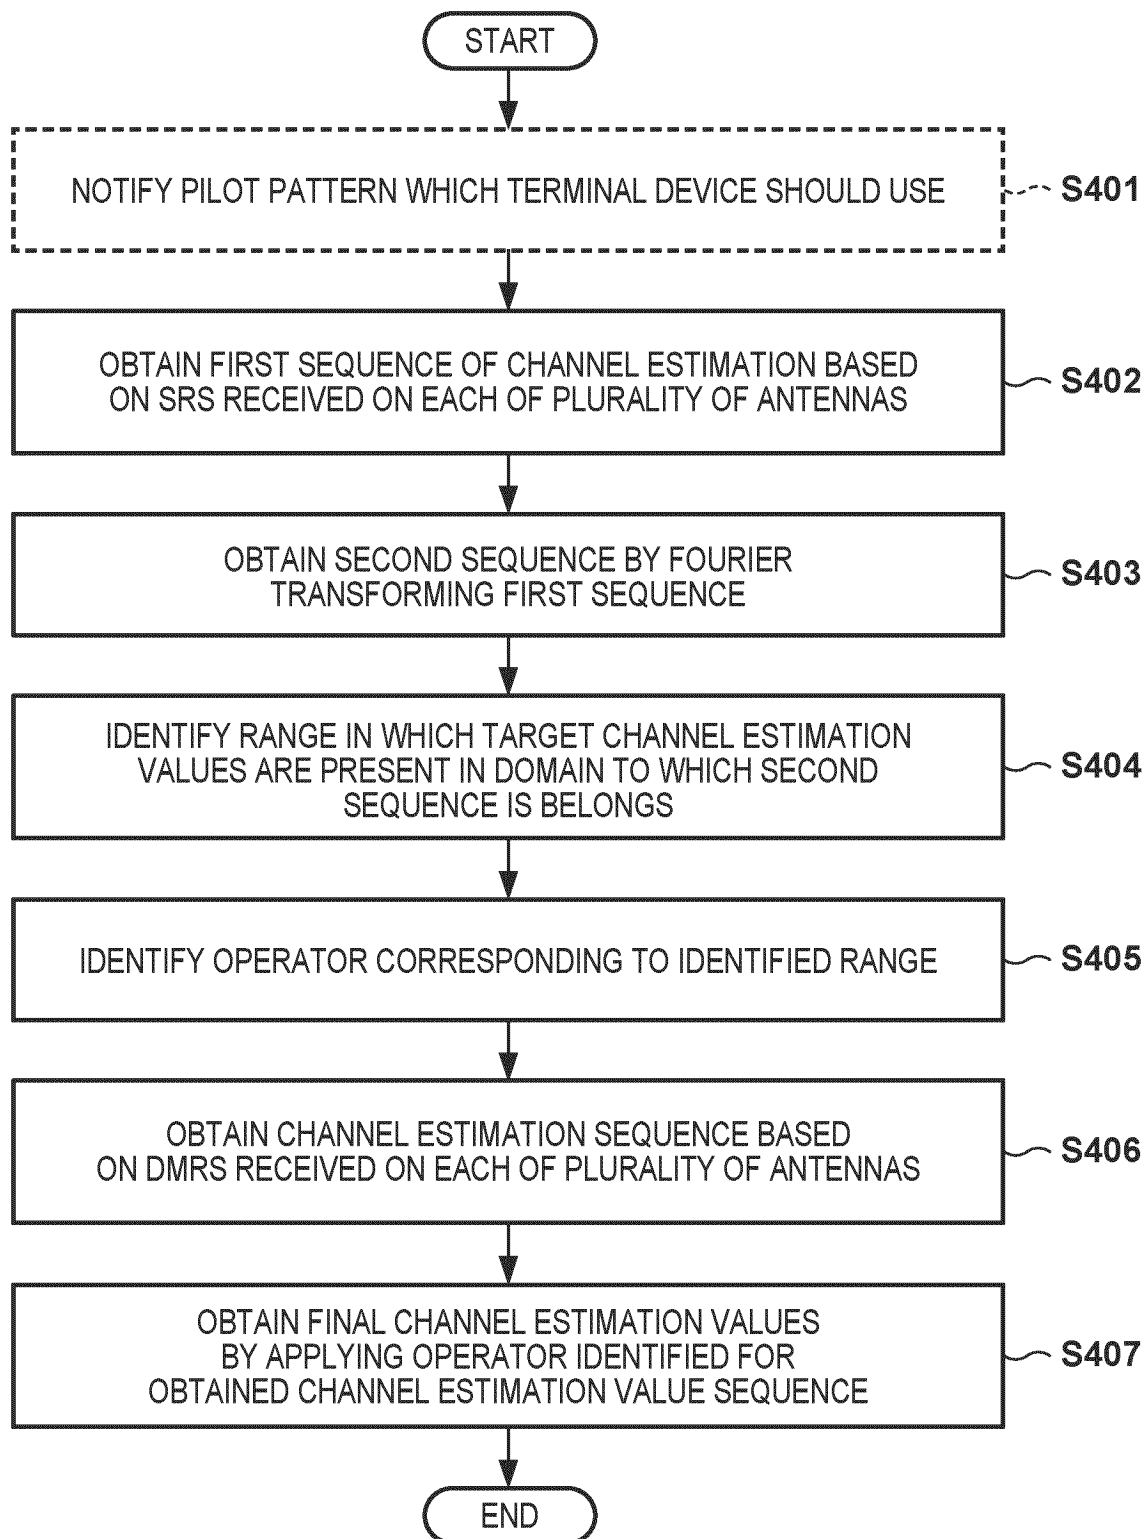 START
NOTIFY PILOT PATTERN WHICH TERMINAL DEVICE SHOULD USE
S401
OBTAIN FIRST SEQUENCE OF CHANNEL ESTIMATION BASED
ON SRS RECEIVED ON EACH OF PLURALITY OF ANTENNAS
S402
OBTAIN SECOND SEQUENCE BY FOURIER
TRANSFORMING FIRST SEQUENCE
S403
IDENTIFY RANGE IN WHICH TARGET CHANNEL ESTIMATION
VALUES ARE PRESENT IN DOMAIN TO WHICH SECOND
SEQUENCE IS BELONGS
S404
IDENTIFY OPERATOR CORRESPONDING TO IDENTIFIED RANGE
S405
OBTAIN CHANNEL ESTIMATION SEQUENCE BASED
ON DMRS RECEIVED ON EACH OF PLURALITY OF ANTENNAS
S406
OBTAIN FINAL CHANNEL ESTIMATION VALUES
BY APPLYING OPERATOR IDENTIFIED FOR
OBTAINED CHANNEL ESTIMATION VALUE SEQUENCE
S407
END